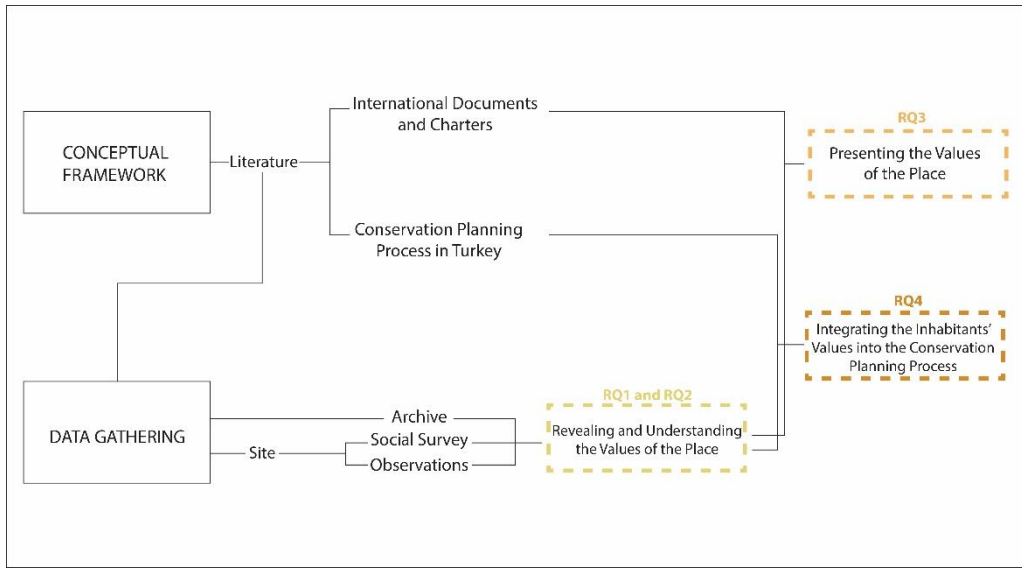 CONCEPTUAL
FRAMEWORK
Literature
International Documents
and Charters
Conservation Planning
Process in Turkey
RQ3
Presenting the Values
of the Place
RQ4
Integrating the Inhabitants'
Values into the Conservation
Planning Process
DATA GATHERING
Archive
Site
Social Survey
Observations
RQ1 and RQ2
Revealing and Understanding
the Values of the Place